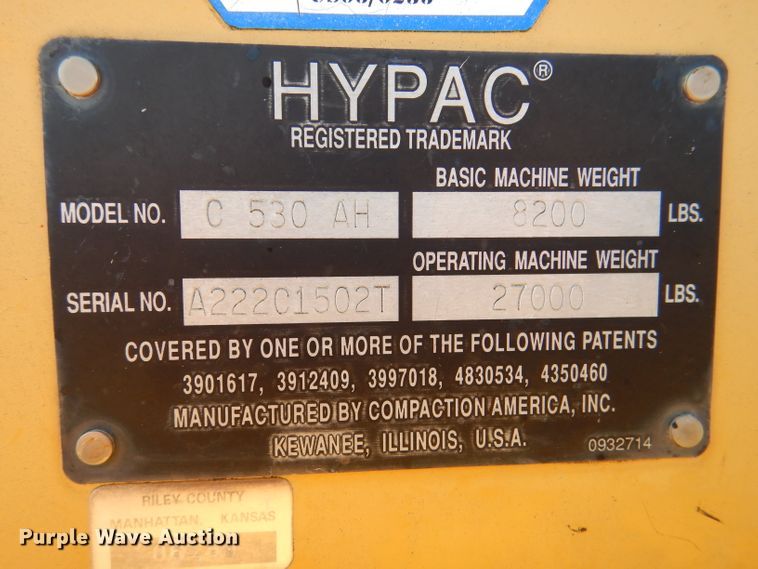 HYPAC®
REGISTERED TRADEMARK
BASIC MACHINE WEIGHT
MODEL NO. C 530 AH 8200 LBS.
OPERATING MACHINE WEIGHT
SERIAL NO. A222C1502T 27000 LBS.
COVERED BY ONE OR MORE OF THE FOLLOWING PATENTS
3901617, 3912409, 3997018, 4830534, 4350460
MANUFACTURED BY COMPACTION AMERICA, INC.
KEWANEE, ILLINOIS, U.S.A. 0932714
RILEY COUNTY
MANHATTAN, KANSAS
Purple Wave Auction